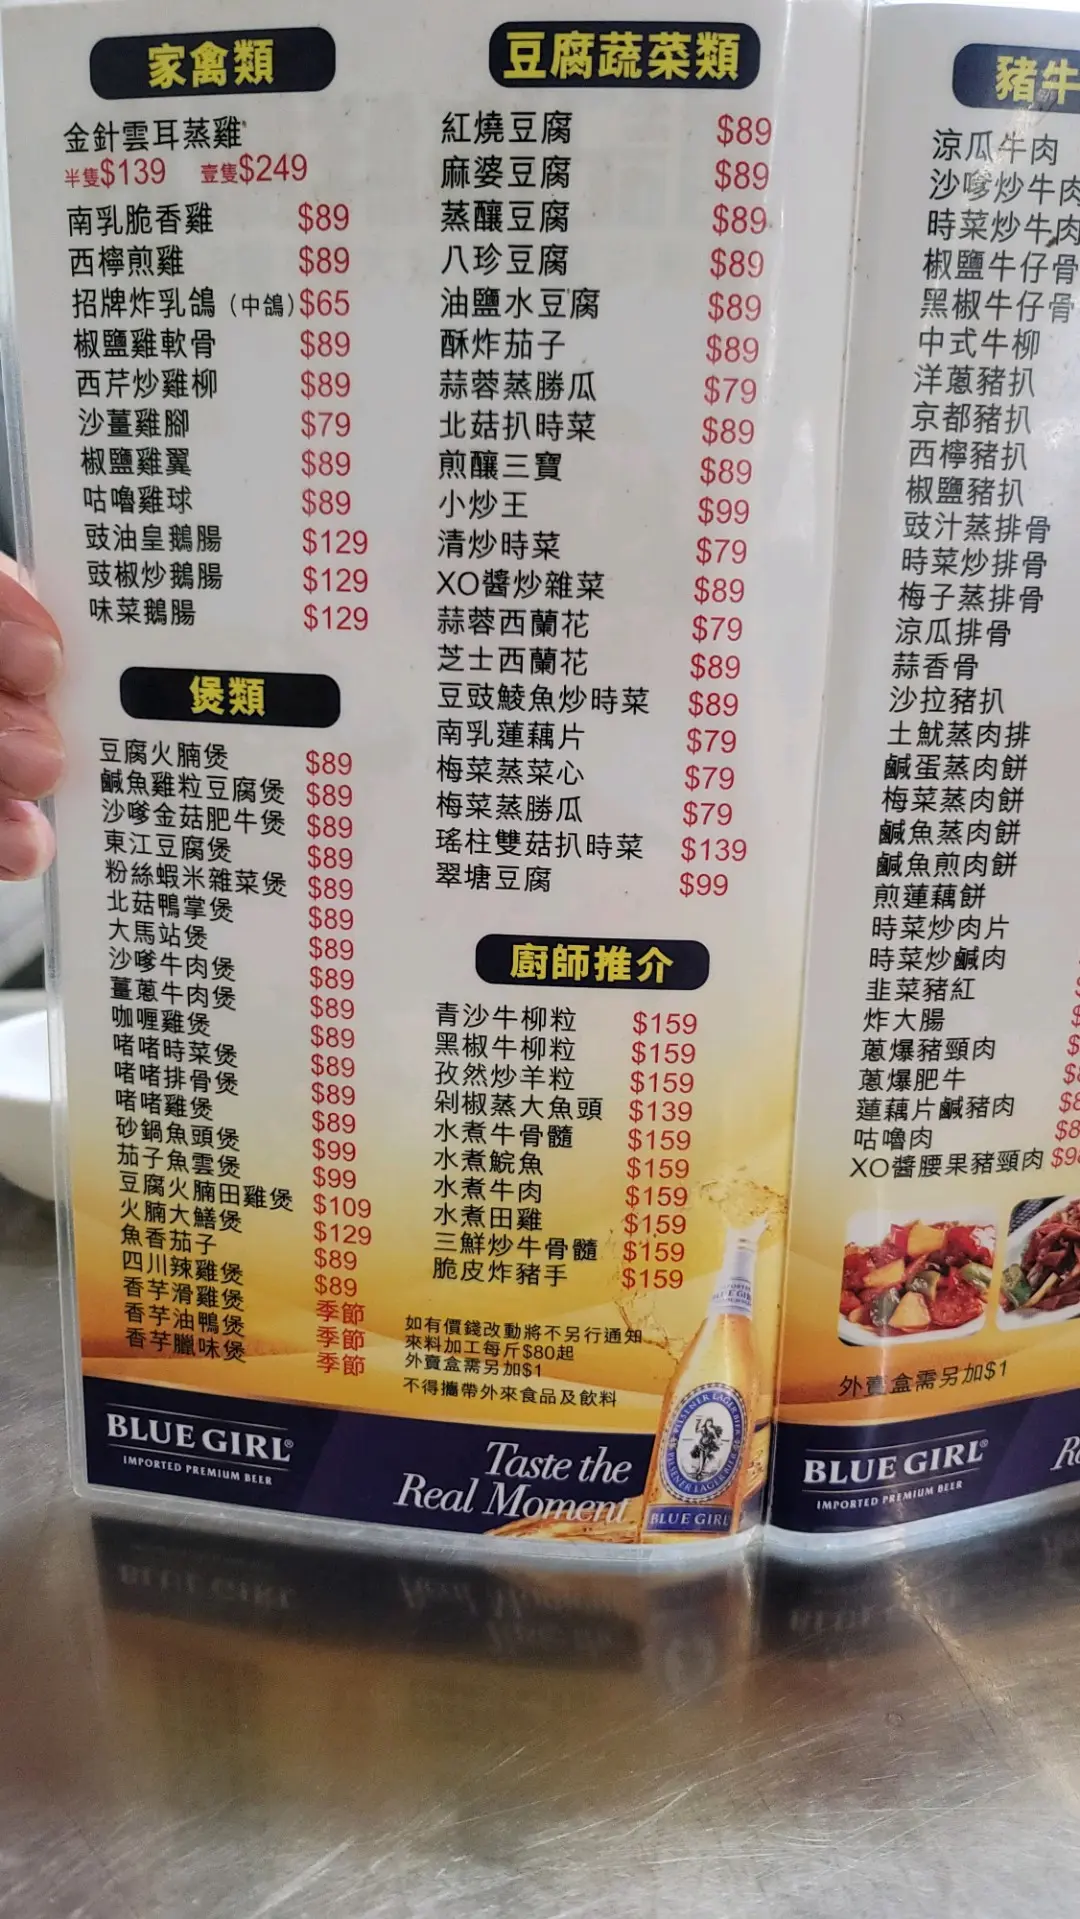 家禽類
金針雲耳蒸雞
半隻$139 壹隻$249
南乳脆香雞 $89
西檸煎雞 $89
招牌炸乳鴿（中鴿) $65
椒鹽雞軟骨 $89
西芹炒雞柳 $89
沙薑雞腳 $79
椒鹽雞翼 $89
咕嚕雞球 $89
豉油皇鵝腸 $129
豉椒炒鵝腸 $129
味菜鵝腸 $129
煲類
豆腐火腩煲 $89
鹹魚雞粒豆腐煲 $89
沙嗲金菇肥牛煲 $89
東江豆腐煲 $89
粉絲蝦米雜菜煲 $89
北菇鴨掌煲 $89
大馬站煲 $89
沙嗲牛肉煲 $89
薑蔥牛肉煲 $89
咖喱雞煲 $89
啫啫時菜煲 $89
啫啫排骨煲 $89
啫啫雞煲 $89
砂鍋魚頭煲 $99
茄子魚雲煲 $99
豆腐火腩田雞煲 $109
火腩大鱔煲 $129
魚香茄子 $89
四川辣雞煲 $89
香芋滑雞煲 季節
香芋油鴨煲 季節
香芋臘味煲 季節
豆腐蔬菜類
紅燒豆腐 $89
麻婆豆腐 $89
蒸釀豆腐 $89
八珍豆腐 $89
油鹽水豆腐 $89
酥炸茄子 $89
蒜蓉蒸勝瓜 $79
北菇扒時菜 $89
煎釀三寶 $89
小炒王 $99
清炒時菜 $79
XO醬炒雜菜 $89
蒜蓉西蘭花 $79
芝士西蘭花 $89
豆豉鯪魚炒時菜 $89
南乳蓮藕片 $79
梅菜蒸菜心 $79
梅菜蒸勝瓜 $79
瑤柱雙菇扒時菜 $139
翠塘豆腐 $99
廚師推介
青沙牛柳粒 $159
黑椒牛柳粒 $159
孜然炒羊粒 $159
剁椒蒸大魚頭 $139
水煮牛骨髓 $159
水煮鯇魚 $159
水煮牛肉 $159
水煮田雞 $159
三鮮炒牛骨髓 $159
脆皮炸豬手 $159
如有價錢改動將不另行通知
來料加工每斤$80起
外賣盒需另加$1
不得攜帶外來食品及飲料
BLUE GIRL®
IMPORTED PREMIUM BEER
Taste the
Real Moment
PILSENER LAGER BIER
BLUE GIRL
豬牛
涼瓜牛肉
沙嗲炒牛肉
時菜炒牛肉
椒鹽牛仔骨
黑椒牛仔骨
中式牛柳
洋蔥豬扒
京都豬扒
西檸豬扒
椒鹽豬扒
豉汁蒸排骨
時菜炒排骨
梅子蒸排骨
涼瓜排骨
蒜香骨
沙拉豬扒
土魷蒸肉排
鹹蛋蒸肉餅
梅菜蒸肉餅
鹹魚蒸肉餅
鹹魚煎肉餅
煎蓮藕餅
時菜炒肉片
時菜炒鹹肉
韭菜豬紅
炸大腸
蔥爆豬頸肉
蔥爆肥牛
蓮藕片鹹豬肉
咕嚕肉
XO醬腰果豬頸肉
外賣盒需另加$1
BLUE GIRL®
IMPORTED PREMIUM BEER